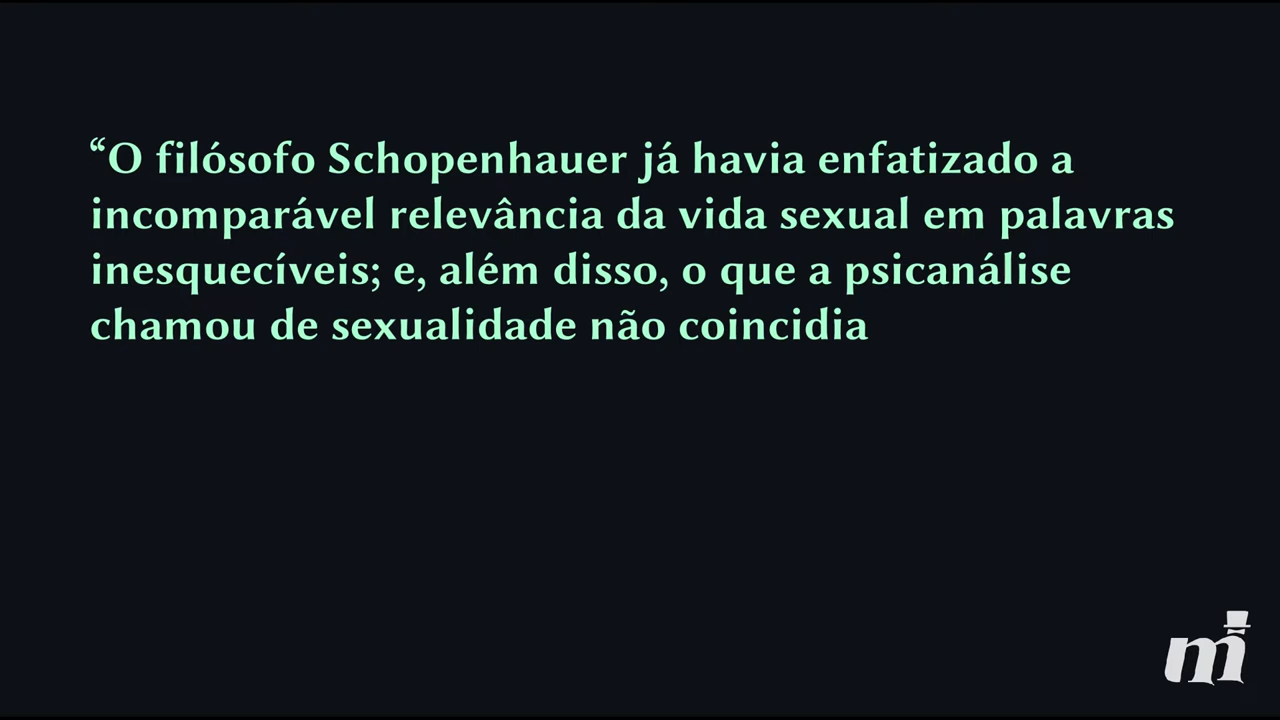 “O filósofo Schopenhauer já havia enfatizado a
incomparável relevância da vida sexual em palavras
inesquecíveis; e, além disso, o que a psicanálise
chamou de sexualidade não coincidia
mi